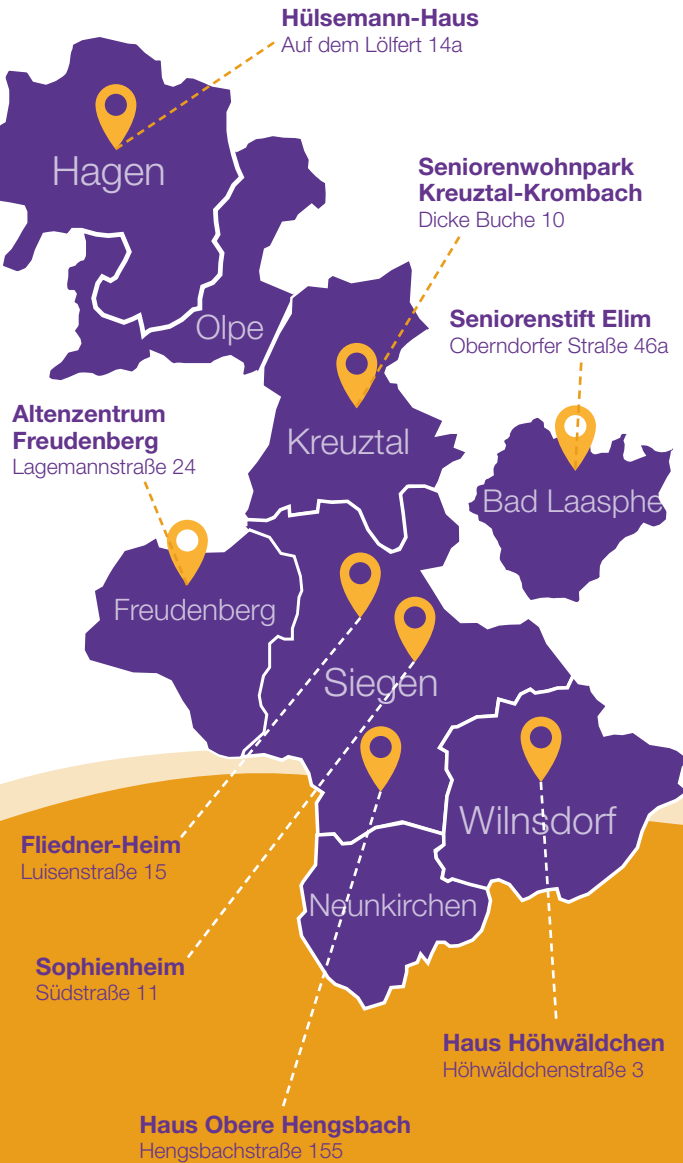 Hülsemann-Haus
Auf dem Lölfert 14a
Hagen
Seniorenwohnpark
Kreuztal-Krombach
Dicke Buche 10
Olpe
Seniorenstift Elim
Oberndorfer Straße 46a
Altenzentrum
Freudenberg
Lagemannstraße 24
Kreuztal
Bad Laasphe
Freudenberg
Siegen
Wilnsdorf
Fliedner-Heim
Luisenstraße 15
Neunkirchen
Sophienheim
Südstraße 11
Haus Höhwäldchen
Höhwäldchenstraße 3
Haus Obere Hengsbach
Hengsbachstraße 155